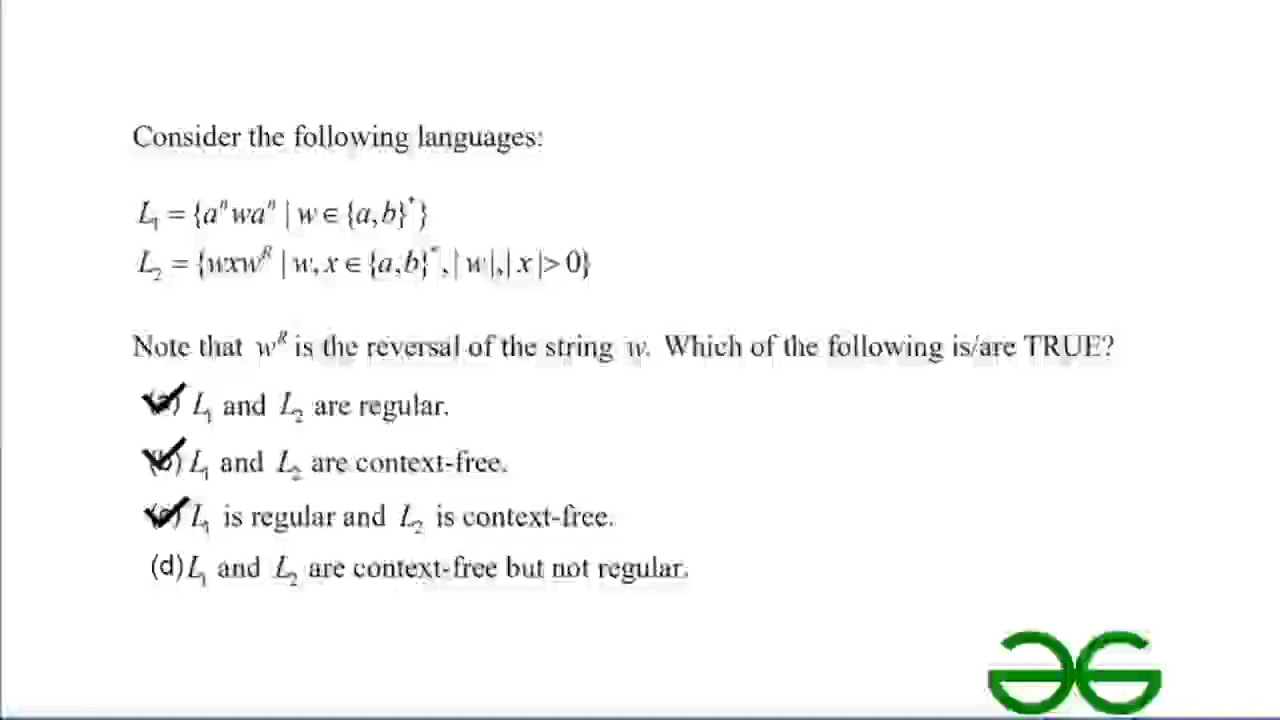 Consider the following languages:
L₁ = {aⁿwaⁿ | w ∈ {a,b}*}
L₂ = {wxwᴿ | w, x ∈ {a,b}*, | w |, | x |> 0}
Note that wᴿ is the reversal of the string w. Which of the following is/are TRUE?
(a) L₁ and L₂ are regular.
(b) L₁ and L₂ are context-free.
(c) L₁ is regular and L₂ is context-free.
(d) L₁ and L₂ are context-free but not regular.